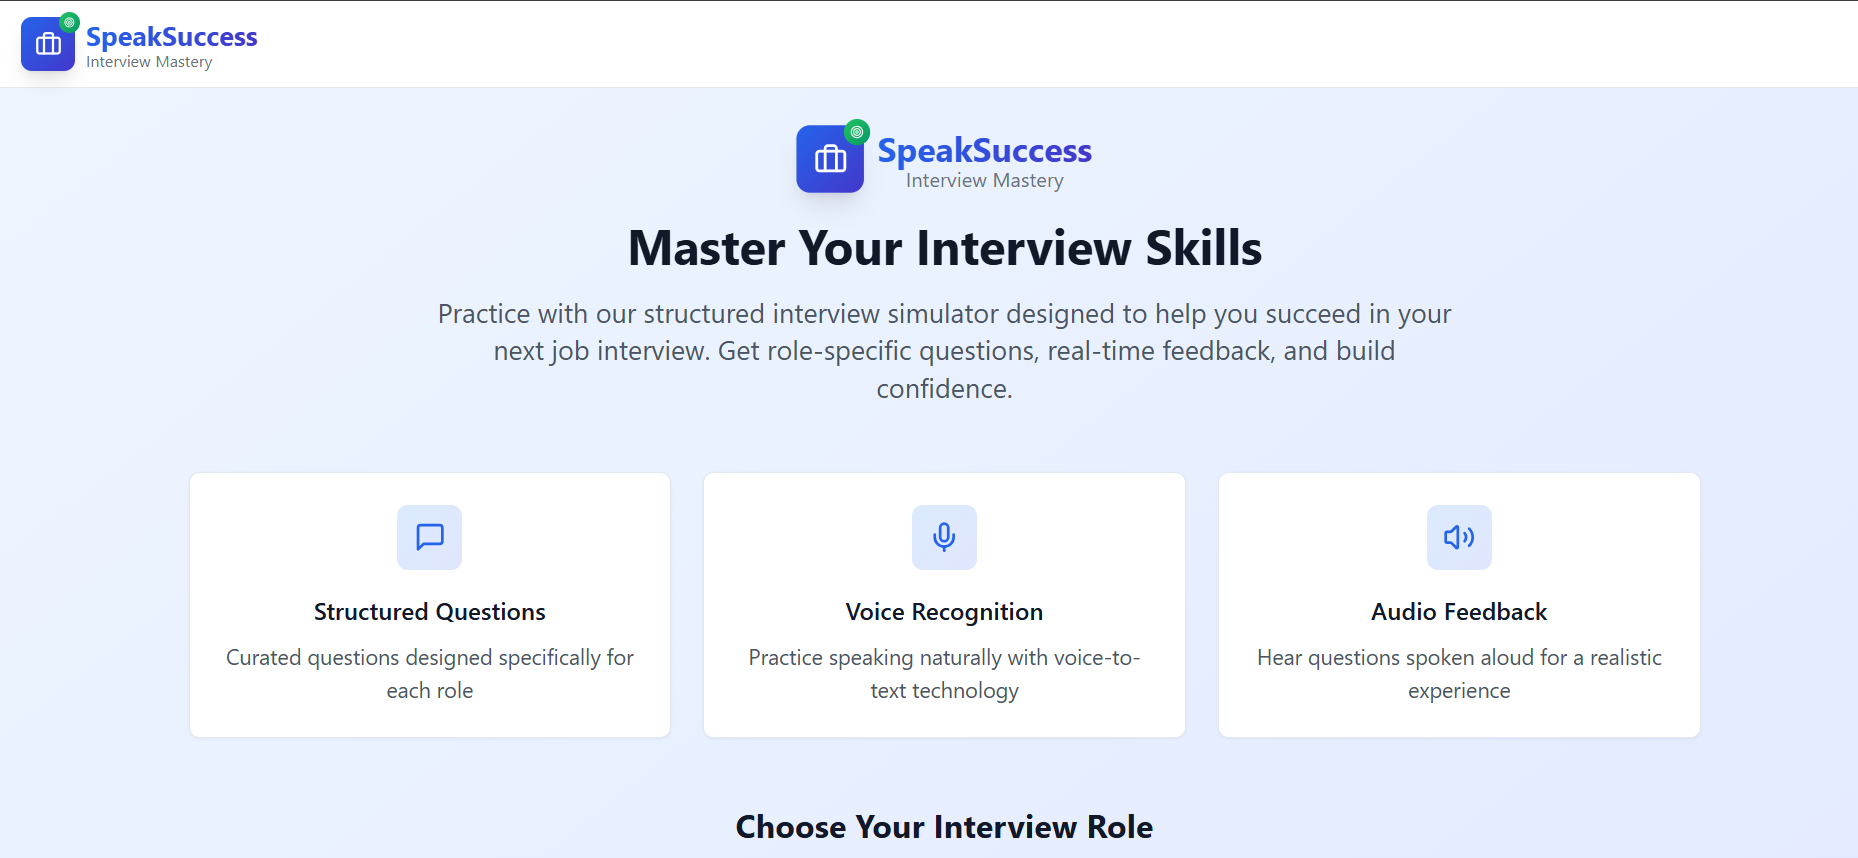 SpeakSuccess
Interview Mastery
SpeakSuccess
Interview Mastery
Master Your Interview Skills
Practice with our structured interview simulator designed to help you succeed in your
next job interview. Get role-specific questions, real-time feedback, and build
confidence.
Structured Questions
Curated questions designed specifically for
each role
Voice Recognition
Practice speaking naturally with voice-to-
text technology
Audio Feedback
Hear questions spoken aloud for a realistic
experience
Choose Your Interview Role